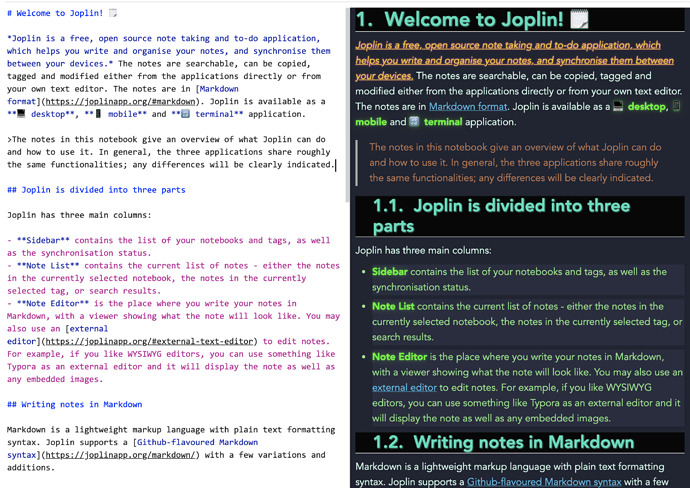 # Welcome to Joplin! 🗒️
*Joplin is a free, open source note taking and to-do application,
which helps you write and organise your notes, and synchronise them
between your devices.* The notes are searchable, can be copied,
tagged and modified either from the applications directly or from
your own text editor. The notes are in [Markdown
format](https://joplinapp.org/#markdown). Joplin is available as a
**💻 desktop**, **📱 mobile** and **🔡 terminal** application.
>The notes in this notebook give an overview of what Joplin can do
and how to use it. In general, the three applications share roughly
the same functionalities; any differences will be clearly indicated.
## Joplin is divided into three parts
Joplin has three main columns:
- **Sidebar** contains the list of your notebooks and tags, as well
as the synchronisation status.
- **Note List** contains the current list of notes - either the notes
in the currently selected notebook, the notes in the currently
selected tag, or search results.
- **Note Editor** is the place where you write your notes in
Markdown, with a viewer showing what the note will look like. You may
also use an [external
editor](https://joplinapp.org/#external-text-editor) to edit notes.
For example, if you like WYSIWYG editors, you can use something like
Typora as an external editor and it will display the note as well as
any embedded images.
## Writing notes in Markdown
Markdown is a lightweight markup language with plain text formatting
syntax. Joplin supports a [Github-flavoured Markdown
syntax](https://joplinapp.org/markdown/) with a few variations and
additions.
1. Welcome to Joplin! 🗒️
Joplin is a free, open source note taking and to-do application, which
helps you write and organise your notes, and synchronise them between
your devices. The notes are searchable, can be copied, tagged and
modified either from the applications directly or from your own text editor.
The notes are in Markdown format. Joplin is available as a 💻 desktop, 📱
mobile and 🔡 terminal application.
The notes in this notebook give an overview of what Joplin can do
and how to use it. In general, the three applications share roughly
the same functionalities; any differences will be clearly indicated.
1.1. Joplin is divided into three
parts
Joplin has three main columns:
• Sidebar contains the list of your notebooks and tags, as well as the
synchronisation status.
• Note List contains the current list of notes - either the notes in the
currently selected notebook, the notes in the currently selected tag, or
search results.
• Note Editor is the place where you write your notes in Markdown,
with a viewer showing what the note will look like. You may also use an
external editor to edit notes. For example, if you like WYSIWYG
editors, you can use something like Typora as an external editor and it
will display the note as well as any embedded images.
1.2. Writing notes in Markdown
Markdown is a lightweight markup language with plain text formatting
syntax. Joplin supports a Github-flavoured Markdown syntax with a few